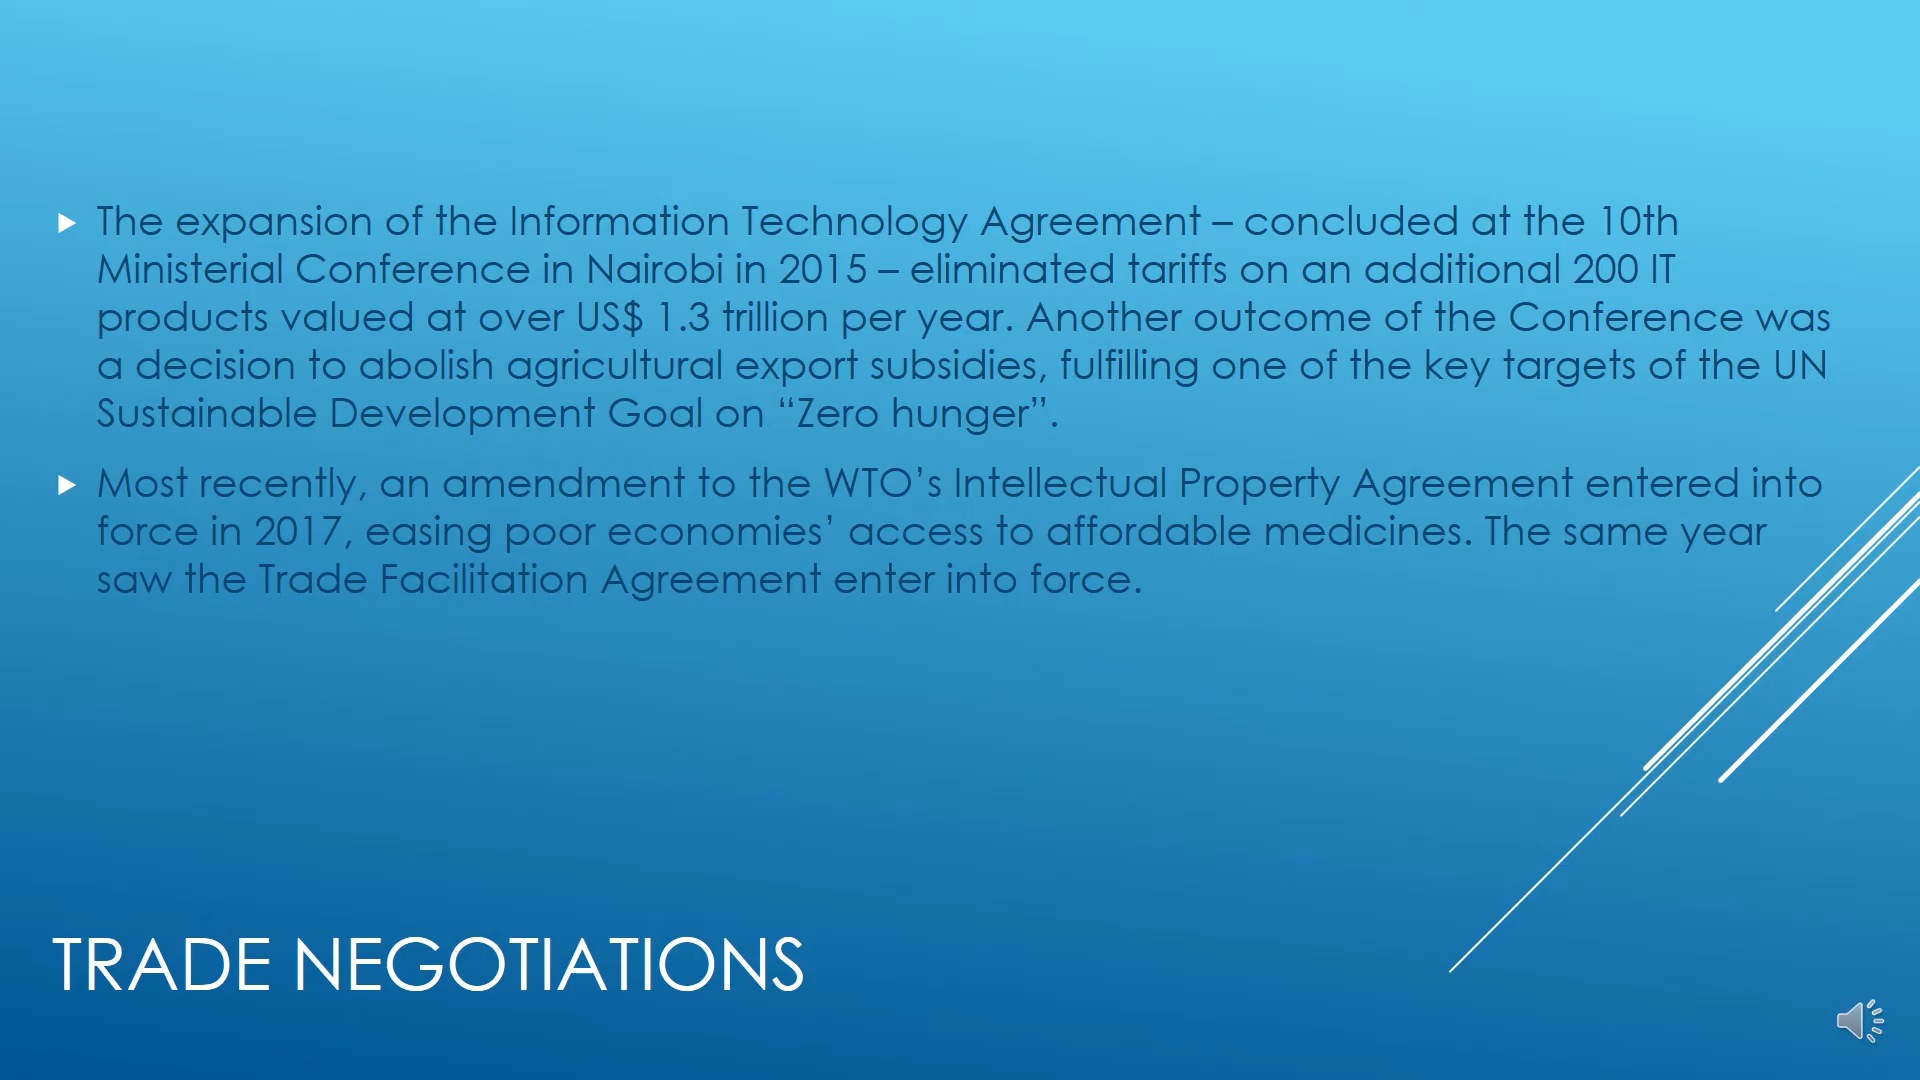 The expansion of the Information Technology Agreement – concluded at the 10th
Ministerial Conference in Nairobi in 2015 – eliminated tariffs on an additional 200 IT
products valued at over US$ 1.3 trillion per year. Another outcome of the Conference was
a decision to abolish agricultural export subsidies, fulfilling one of the key targets of the UN
Sustainable Development Goal on “Zero hunger”.
Most recently, an amendment to the WTO’s Intellectual Property Agreement entered into
force in 2017, easing poor economies’ access to affordable medicines. The same year
saw the Trade Facilitation Agreement enter into force.
TRADE NEGOTIATIONS